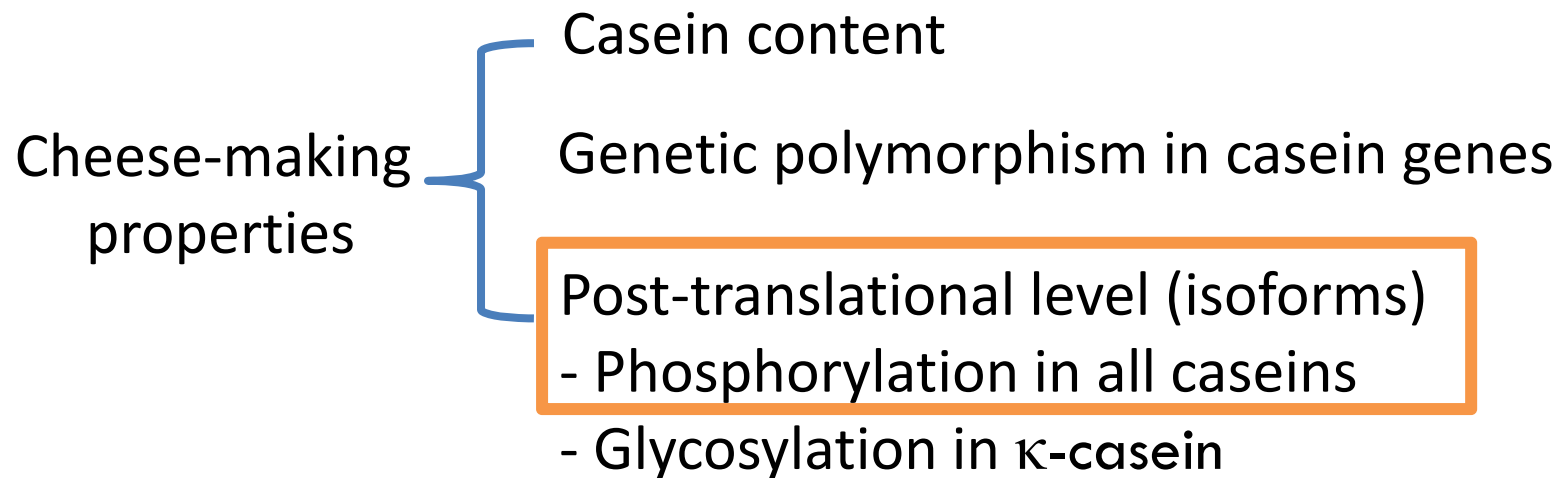 Casein content
Cheese-making
properties
Genetic polymorphism in casein genes
Post-translational level (isoforms)
- Phosphorylation in all caseins
- Glycosylation in κ-casein